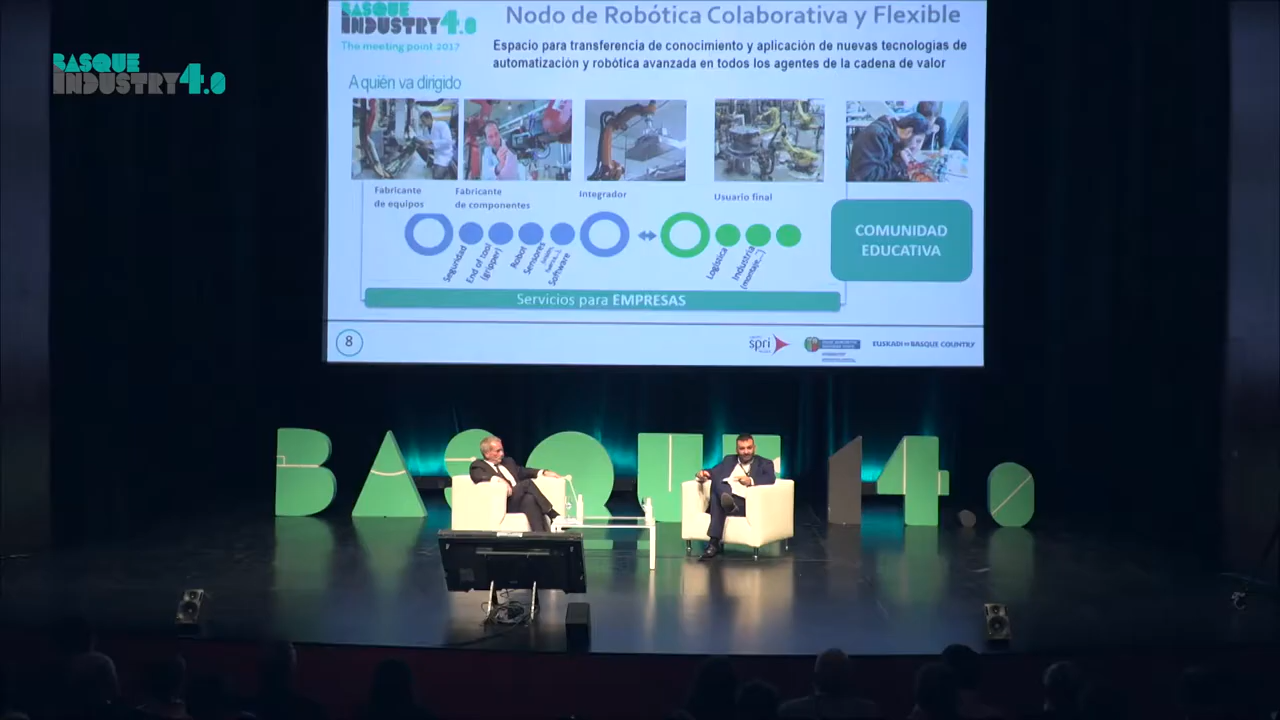 BASQUE
INDUSTRY 4.0
BASQUE
INDUSTRY 4.0
The meeting point 2017
Nodo de Robótica Colaborativa y Flexible
Espacio para transferencia de conocimiento y aplicación de nuevas tecnologías de
automatización y robótica avanzada en todos los agentes de la cadena de valor
A quién va dirigido
Fabricante
de equipos
Fabricante
de componentes
Integrador
Usuario final
Seguridad
End of tool
(gripper)
Robot
Sensores
Software
Logística
Industria
(montaje,...)
COMUNIDAD
EDUCATIVA
Servicios para EMPRESAS
8
spri
EUSKADI BASQUE COUNTRY
BASQUE 4.0